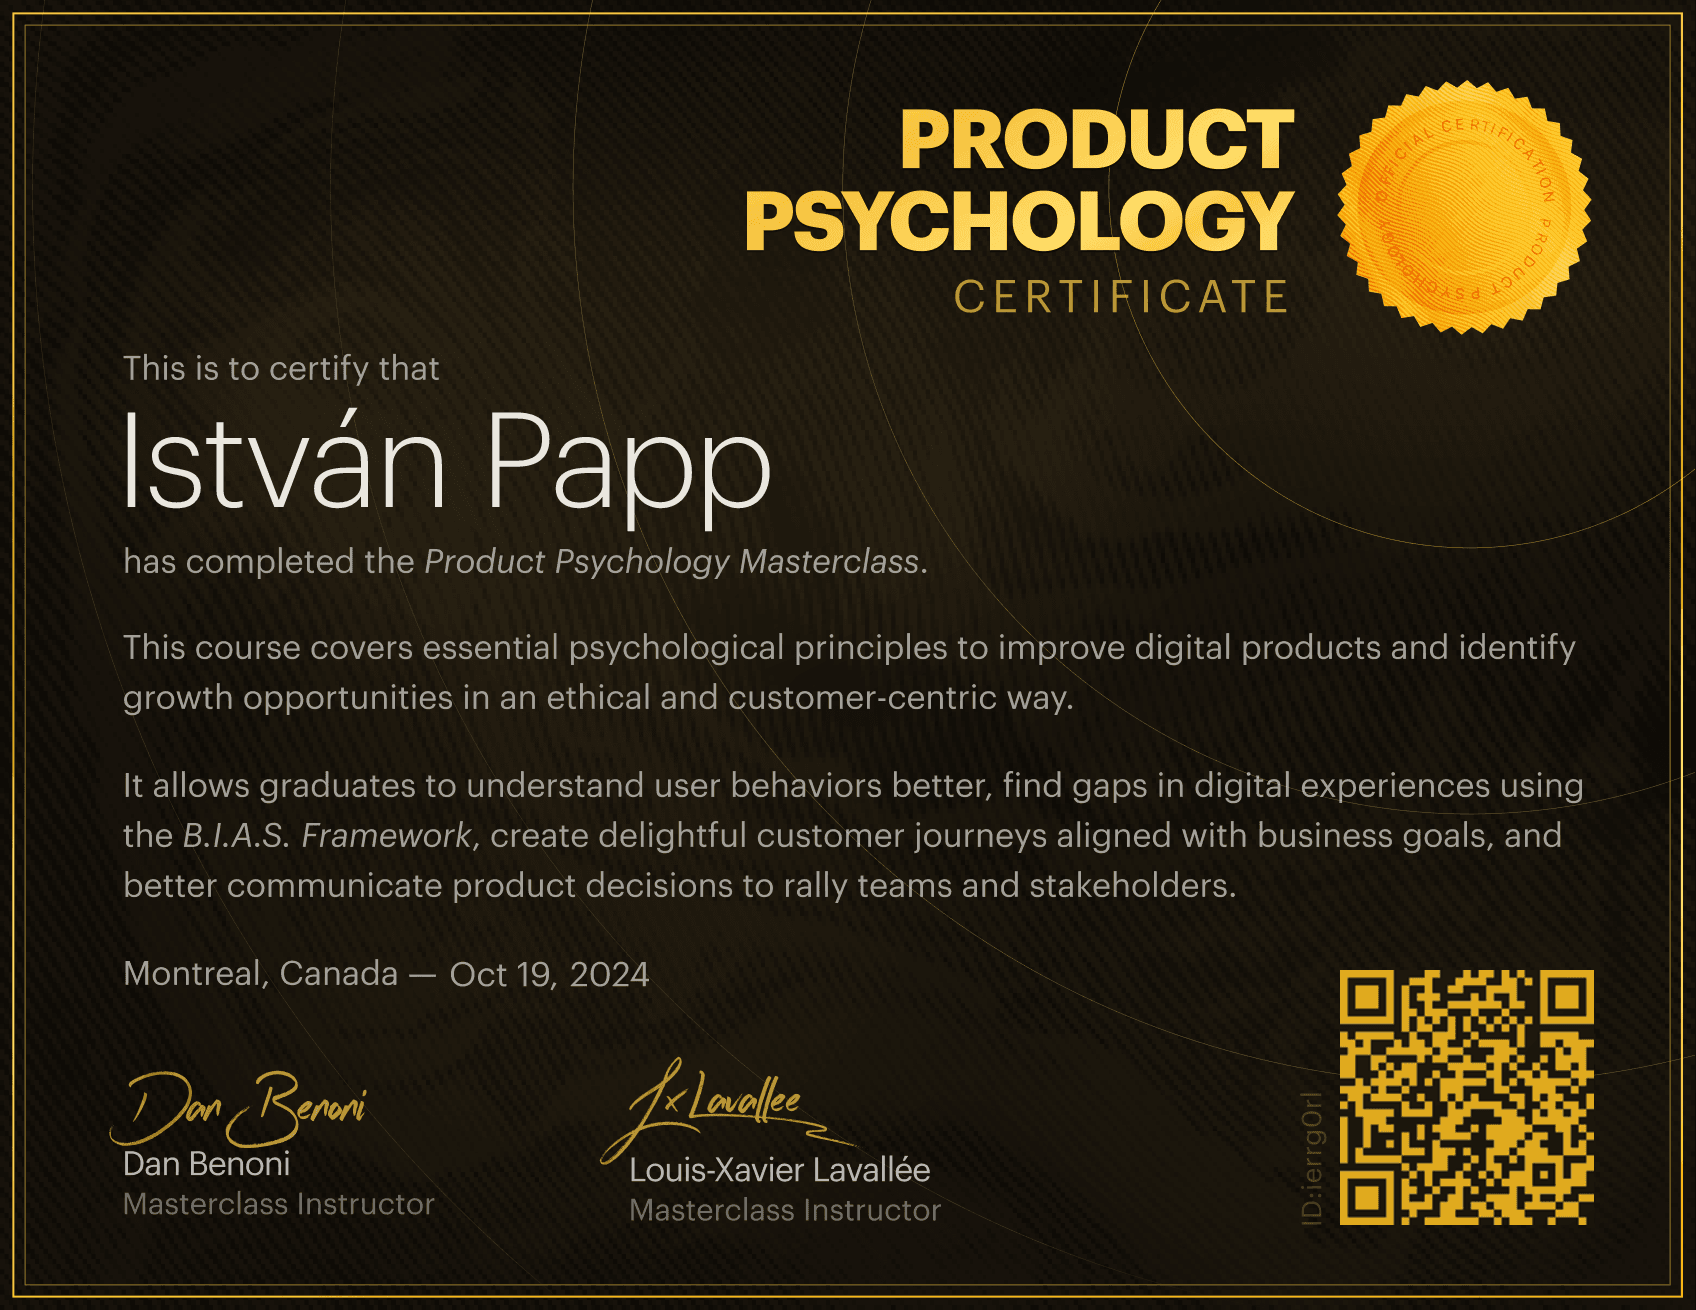 PRODUCT
PSYCHOLOGY
CERTIFICATE
OFFICIAL CERTIFICATION PRODUCT PSYCHOLOGY
This is to certify that
István Papp
has completed the Product Psychology Masterclass.
This course covers essential psychological principles to improve digital products and identify
growth opportunities in an ethical and customer-centric way.
It allows graduates to understand user behaviors better, find gaps in digital experiences using
the B.I.A.S. Framework, create delightful customer journeys aligned with business goals, and
better communicate product decisions to rally teams and stakeholders.
Montreal, Canada — Oct 19, 2024
Dan Benoni
Dan Benoni
Masterclass Instructor
Lx Lavallee
Louis-Xavier Lavallée
Masterclass Instructor
ID:ierrg0rl